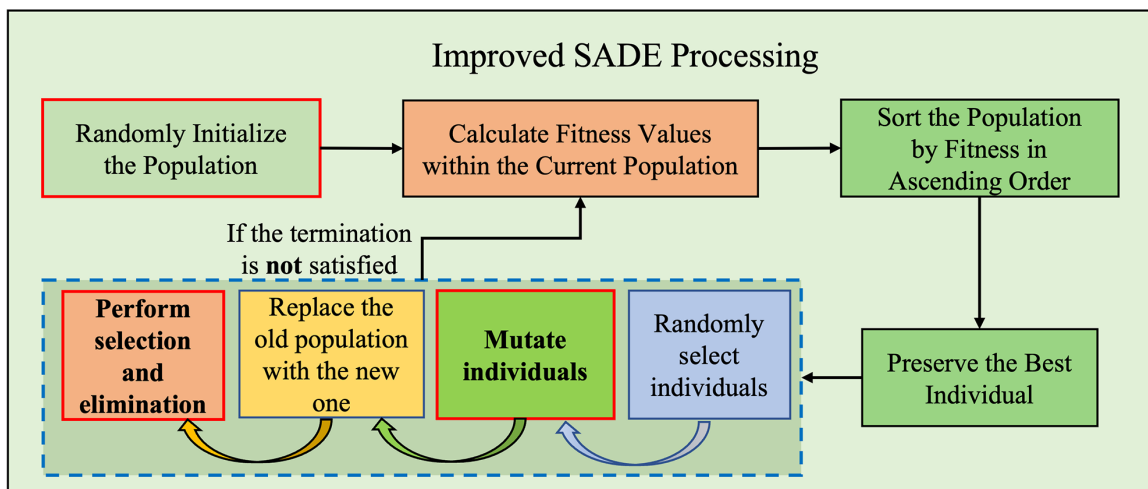 Improved SADE Processing
Randomly Initialize
the Population
Calculate Fitness Values
within the Current Population
Sort the Population
by Fitness in
Ascending Order
If the termination
is not satisfied
Perform
selection
and
elimination
Replace the
old population
with the new
one
Mutate
individuals
Randomly
select
individuals
Preserve the Best
Individual